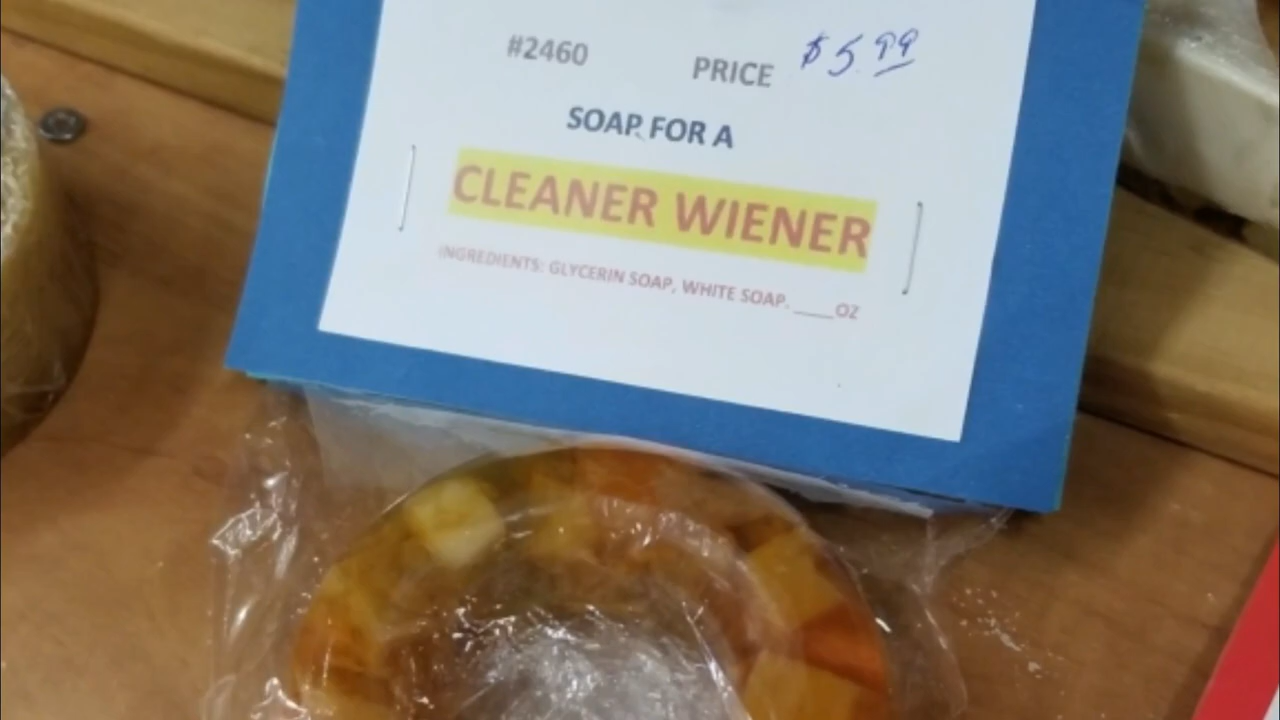 #2460 PRICE $5.99
SOAP FOR A
CLEANER WIENER
INGREDIENTS: GLYCERIN SOAP, WHITE SOAP. ____OZ